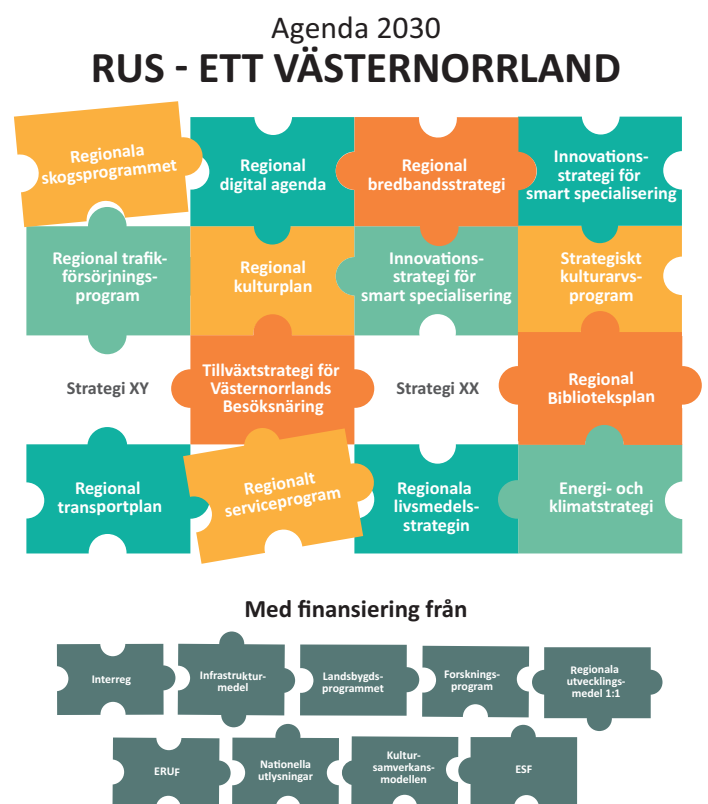 Agenda 2030
RUS - ETT VÄSTERNORRLAND
Regionala
skogsprogrammet
Regional
digital agenda
Regional
bredbandsstrategi
Innovations-
strategi för
smart specialisering
Regional trafik-
försörjnings-
program
Regional
kulturplan
Innovations-
strategi för
smart specialisering
Strategiskt
kulturarvs-
program
Strategi XY
Tillväxtstrategi för
Västernorrlands
Besöksnäring
Strategi XX
Regional
Biblioteksplan
Regional
transportplan
Regionalt
serviceprogram
Regionala
livsmedels-
strategin
Energi- och
klimatstrategi
Med finansiering från
Interreg
Infrastruktur-
medel
Landsbygds-
programmet
Forsknings-
program
Regionala
utvecklings-
medel 1:1
ERUF
Nationella
utlysningar
Kultur-
samverkans-
modellen
ESF